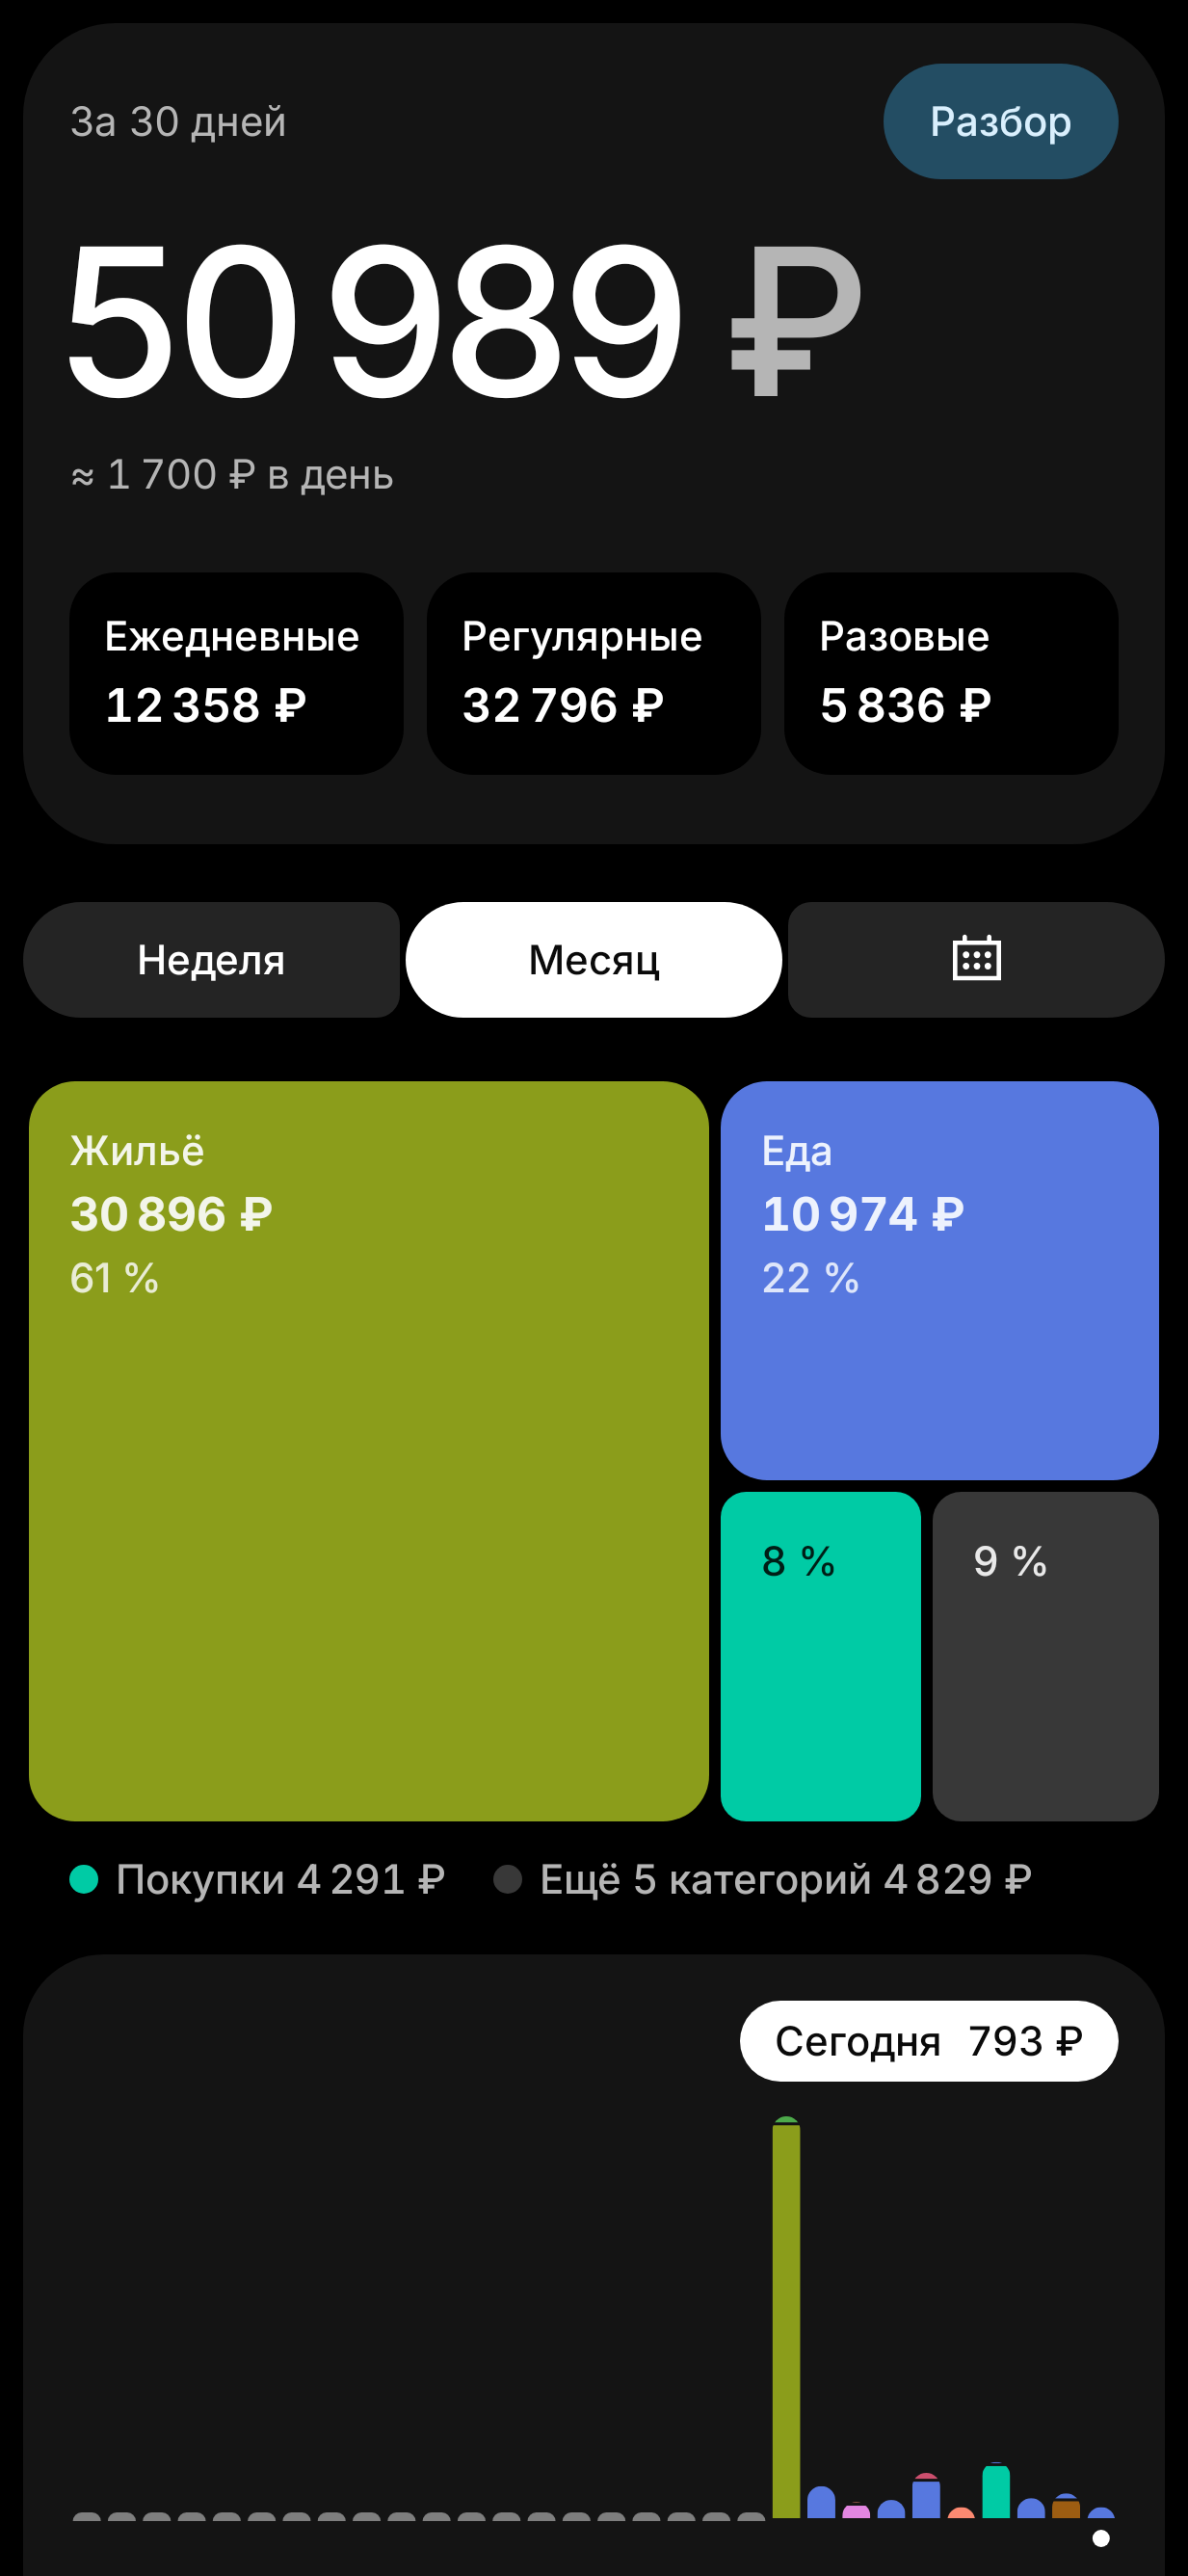 За 30 дней
Разбор
50 989 ₽
≈ 1 700 ₽ в день
Ежедневные
12 358 ₽
Регулярные
32 796 ₽
Разовые
5 836 ₽
Неделя
Месяц
Жильё
30 896 ₽
61 %
Еда
10 974 ₽
22 %
8 %
9 %
Покупки 4 291 ₽
Ещё 5 категорий 4 829 ₽
Сегодня 793 ₽